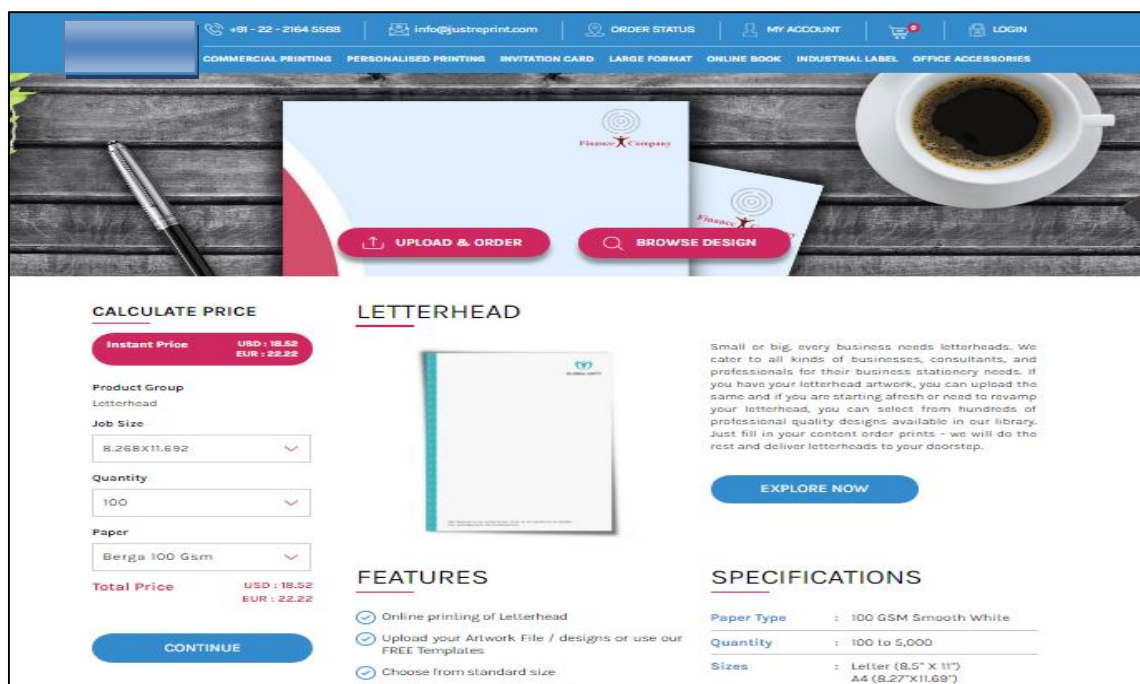 +91 - 22 - 2164 5588
info@justreprint.com
ORDER STATUS
MY ACCOUNT
0
LOGIN
COMMERCIAL PRINTING PERSONALISED PRINTING INVITATION CARD LARGE FORMAT ONLINE BOOK INDUSTRIAL LABEL OFFICE ACCESSORIES
Finance Company
Finance
UPLOAD & ORDER
BROWSE DESIGN
CALCULATE PRICE
Instant Price
USD : 18.52
EUR : 22.22
Product Group
Letterhead
Job Size
8.268X11.692
Quantity
100
Paper
Berga 100 Gsm
Total Price
USD : 18.52
EUR : 22.22
CONTINUE
LETTERHEAD
Small or big, every business needs letterheads. We
cater to all kinds of businesses, consultants, and
professionals for their business stationery needs. If
you have your letterhead artwork, you can upload the
same and if you are starting afresh or need to revamp
your letterhead, you can select from hundreds of
professional quality designs available in our library.
Just fill in your content order prints - we will do the
rest and deliver letterheads to your doorstep.
EXPLORE NOW
FEATURES
Online printing of Letterhead
Upload your Artwork File / designs or use our
FREE Templates
Choose from standard size
SPECIFICATIONS
Paper Type : 100 GSM Smooth White
Quantity : 100 to 5,000
Sizes : Letter (8.5" X 11")
A4 (8.27"X11.69")